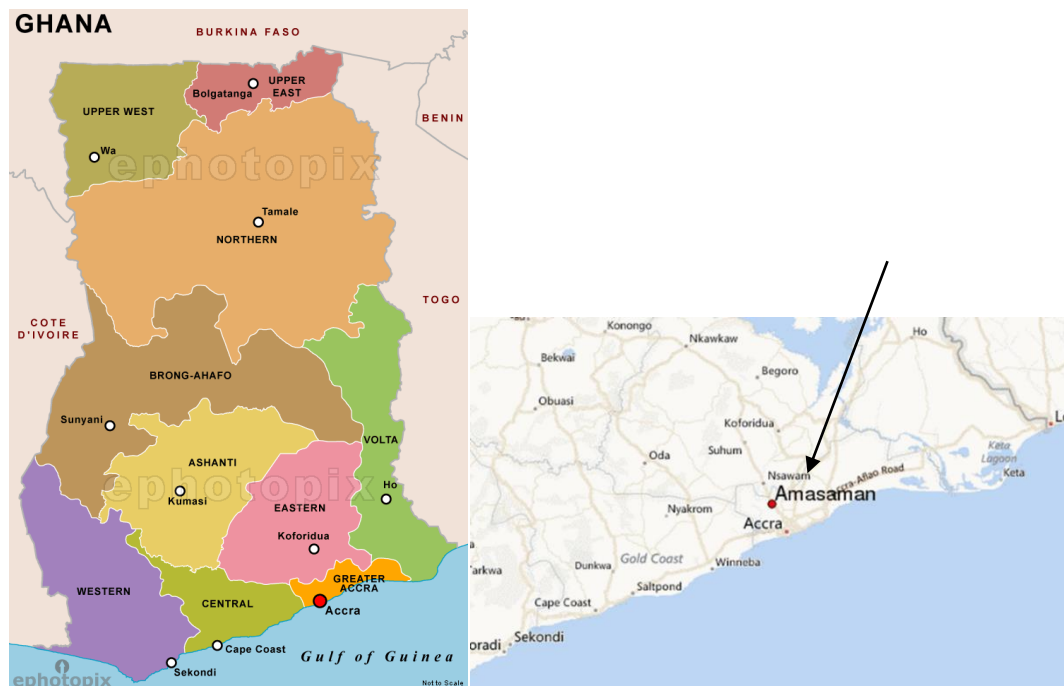 GHANA
BURKINA FASO
UPPER WEST
Bolgatanga
UPPER
EAST
BENIN
Wa
ephotopix
Tamale
NORTHERN
TOGO
COTE
D'IVOIRE
BRONG-AHAFO
Sunyani
VOLTA
ASHANTI
ephotopix
Kumasi
Ho
EASTERN
Koforidua
WESTERN
CENTRAL
GREATER
ACCRA
Accra
Cape Coast
Gulf of Guinea
Sekondi
ephotopix
Not to Scale
Konongo
Nkawkaw
Ho
Bekwai
Begoro
Obuasi
Koforidua
Suhum
Oda
Keta
Lagoon
Keta
Nsawam
Accra-Aflao Road
Amasaman
Nyakrom
Accra
Gold Coast
Winneba
Dunkwa
Saltpond
Cape Coast
Sekondi